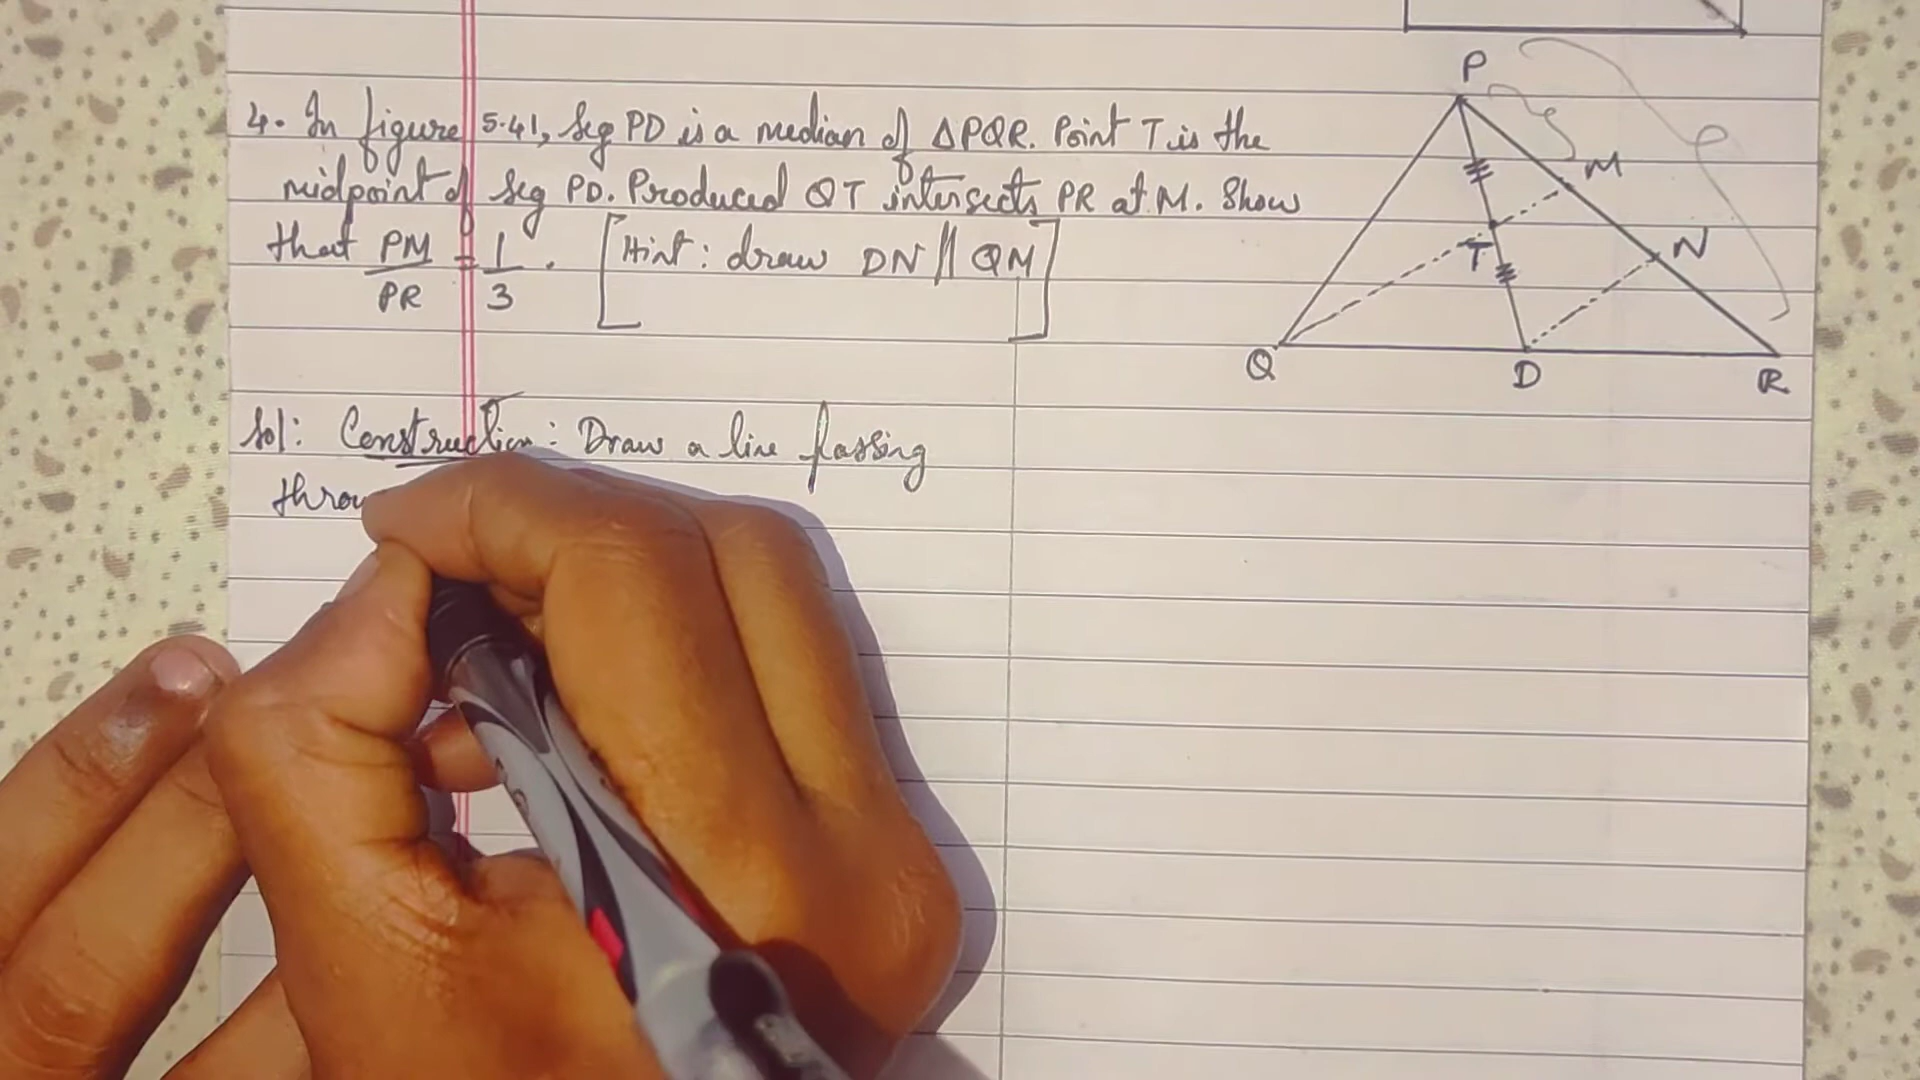 4. In figure 5.41, seg PD is a median of ΔPQR. Point T is the
midpoint of seg PD. Produced QT intersects PR at M. Show
that PM/PR = 1/3 . [Hint: draw DN || QM]
P
M
T
N
Q
D
R
Sol: Construction: Draw a line passing